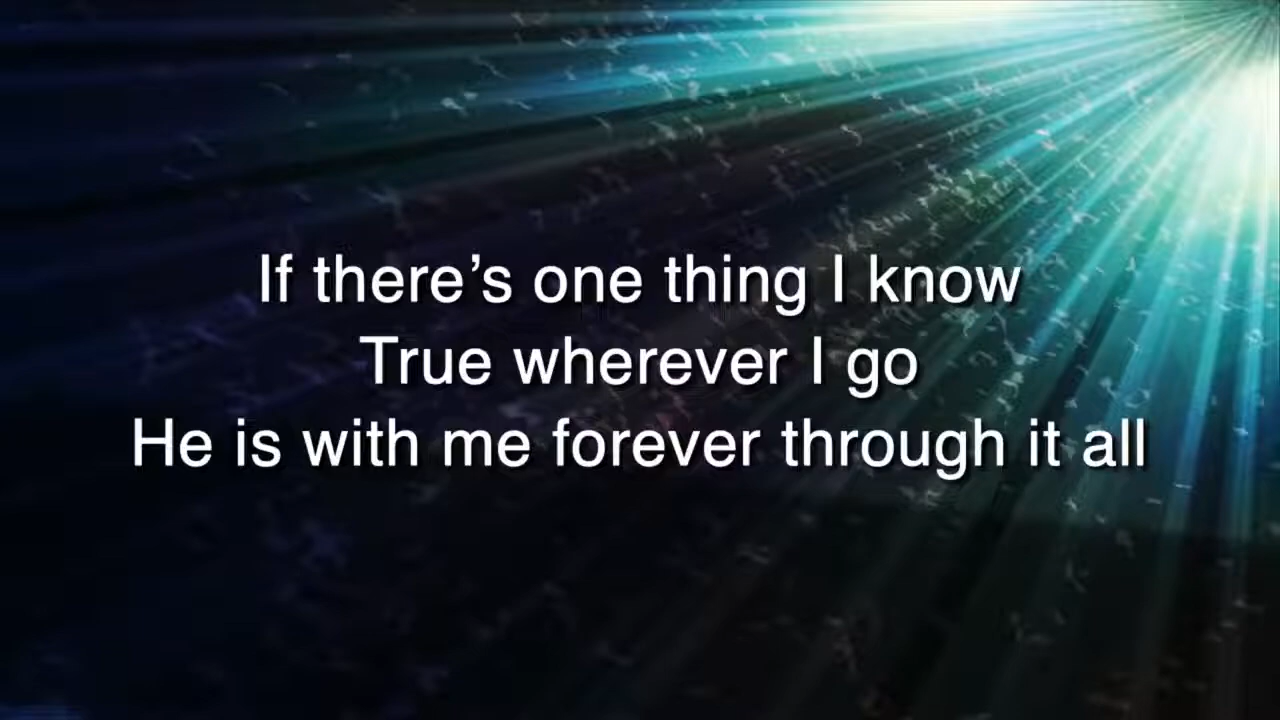 If there’s one thing I know
True wherever I go
He is with me forever through it all